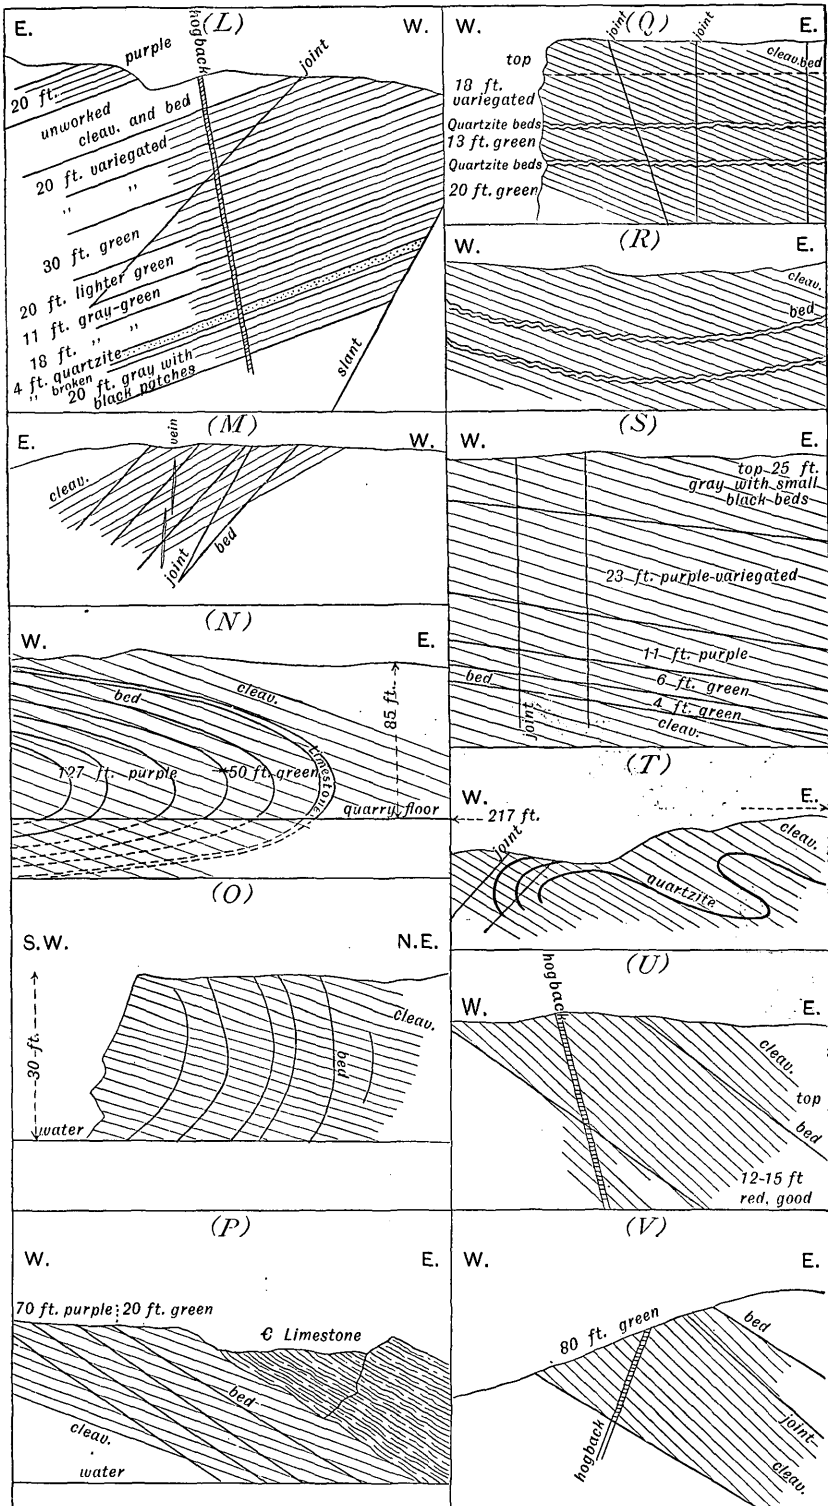 (L)
E.
W.
purple
hogback
joint
20 ft.
unworked
cleav. and bed
20 ft. variegated
" "
30 ft. green
20 ft. lighter green
11 ft. gray-green
18 ft. " "
4 ft. quartzite
" broken
20 ft. gray with
black patches
slant
(M)
E.
W.
vein
cleav.
joint
bed
(N)
W.
E.
bed
cleav.
85 ft.
127 ft. purple
50 ft. green
limestone
quarry floor
(O)
S.W.
N.E.
30 ft.
cleav.
bed
water
(P)
W.
E.
70 ft. purple
20 ft. green
Є Limestone
bed
cleav.
water
(Q)
W.
E.
joint
joint
top
cleav.
bed
18 ft.
variegated
Quartzite beds
13 ft. green
Quartzite beds
20 ft. green
(R)
W.
E.
cleav.
bed
(S)
W.
E.
top 25 ft.
gray with small
black beds
23 ft. purple-variegated
11 ft. purple
bed
6 ft. green
4 ft. green
joint
cleav.
(T)
W.
E.
217 ft.
joint
cleav.
quartzite
(U)
hogback
W.
E.
cleav.
top
bed
12-15 ft
red, good
(V)
W.
E.
80 ft. green
bed
hogback
joint
cleav.